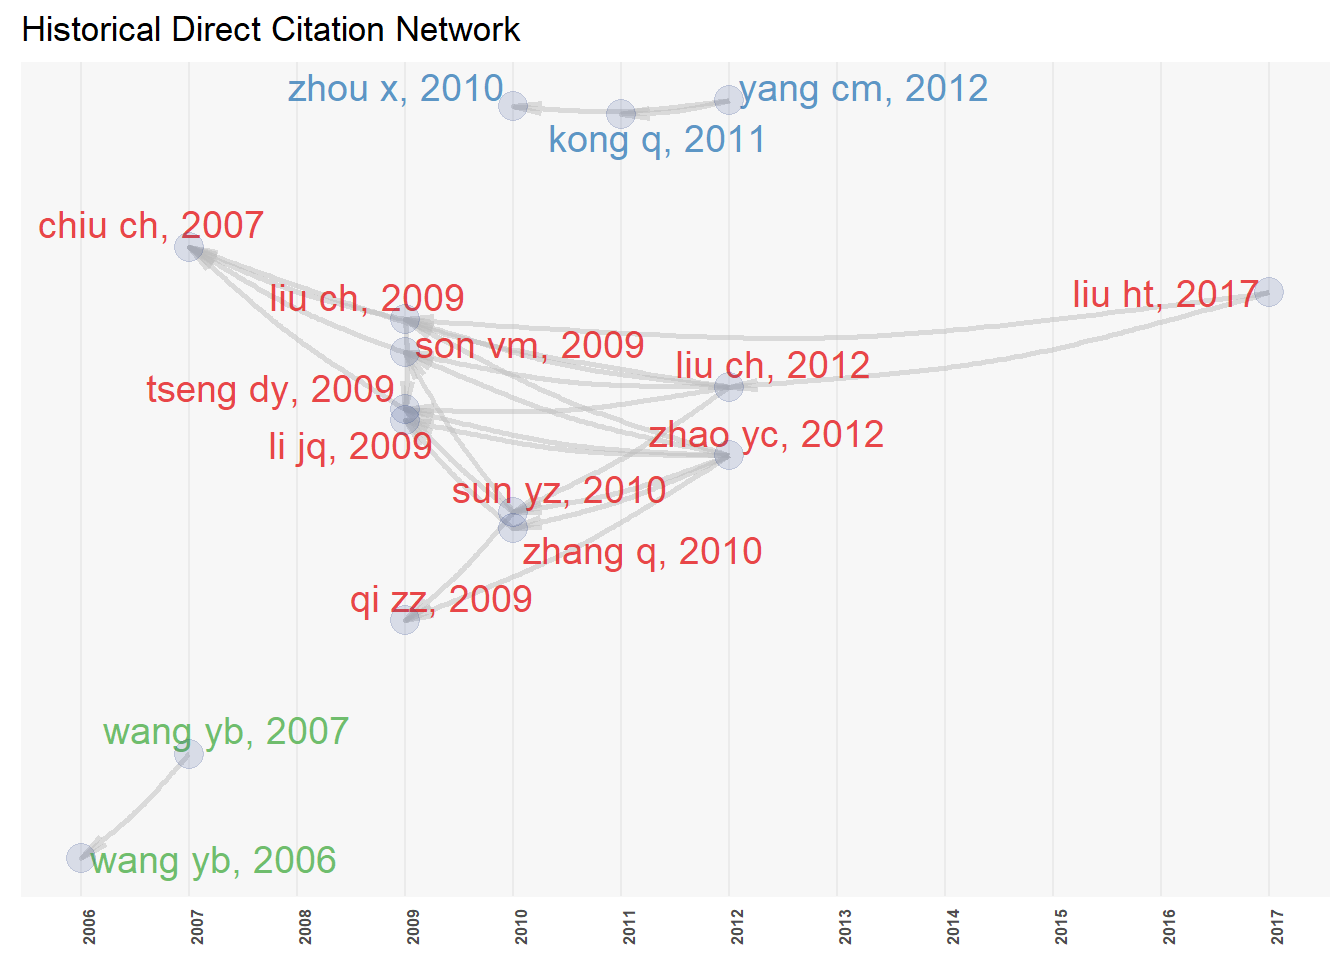 Historical Direct Citation Network
zhou x, 2010
yang cm, 2012
kong q, 2011
chiu ch, 2007
liu ch, 2009
liu ht, 2017
son vm, 2009
liu ch, 2012
tseng dy, 2009
zhao yc, 2012
li jq, 2009
sun yz, 2010
zhang q, 2010
qi zz, 2009
wang yb, 2007
wang yb, 2006
2006
2007
2008
2009
2010
2011
2012
2013
2014
2015
2016
2017